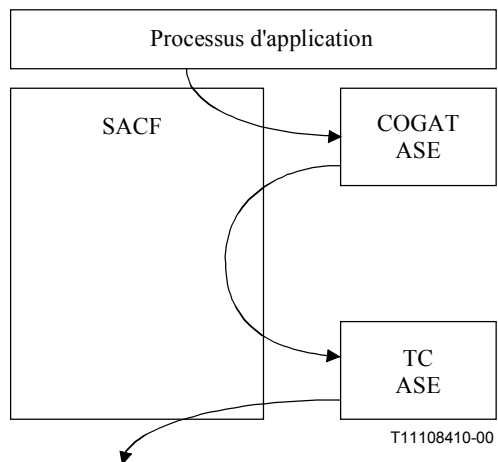 Processus d'application
SACF
COGAT
ASE
TC
ASE
T11108410-00